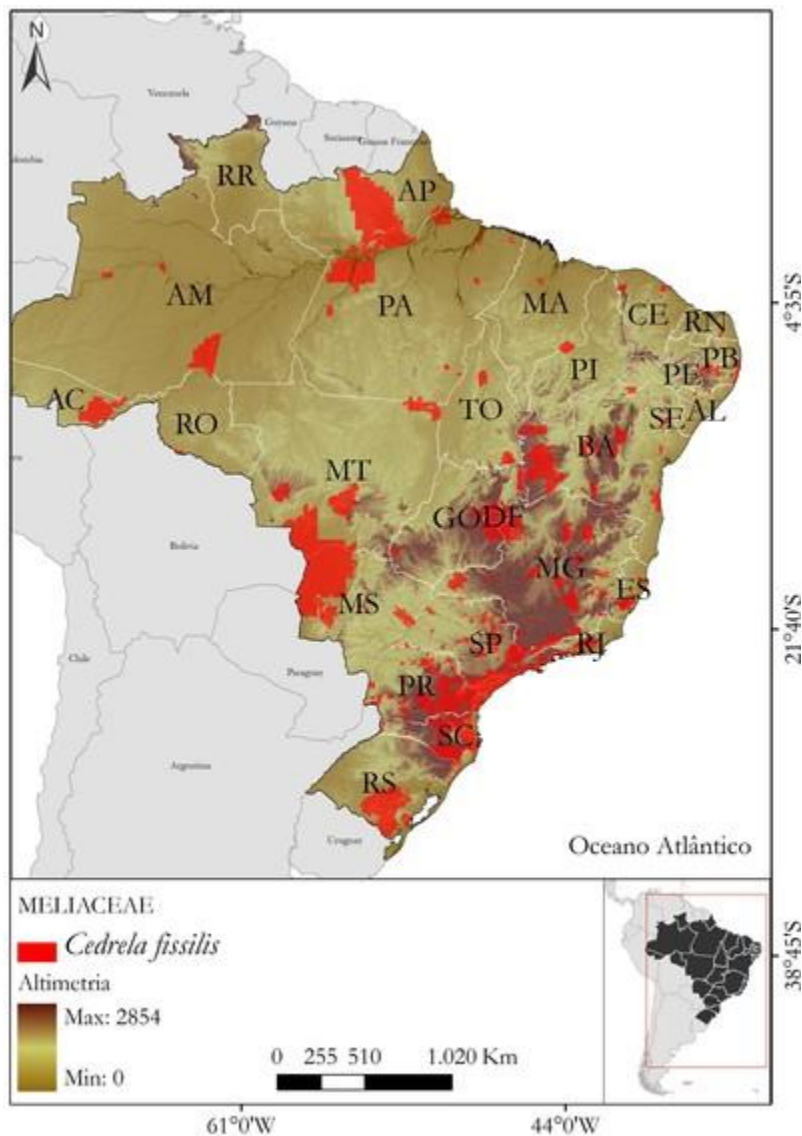 N
Venezuela
Guyana
Suriname
Guiana Francesa
RR
AP
AM
PA
MA
CE
RN
PB
PE
PI
AL
SE
AC
RO
TO
BA
MT
GO
DF
Bolivia
MG
ES
MS
SP
RJ
Chile
Paraguay
PR
SC
Argentina
RS
Uruguay
Oceano Atlântico
4°35'S
21°40'S
38°45'S
MELIACEAE
Cedrela fissilis
Altimetria
Max: 2854
Min: 0
0 255 510 1.020 Km
61°0'W 44°0'W